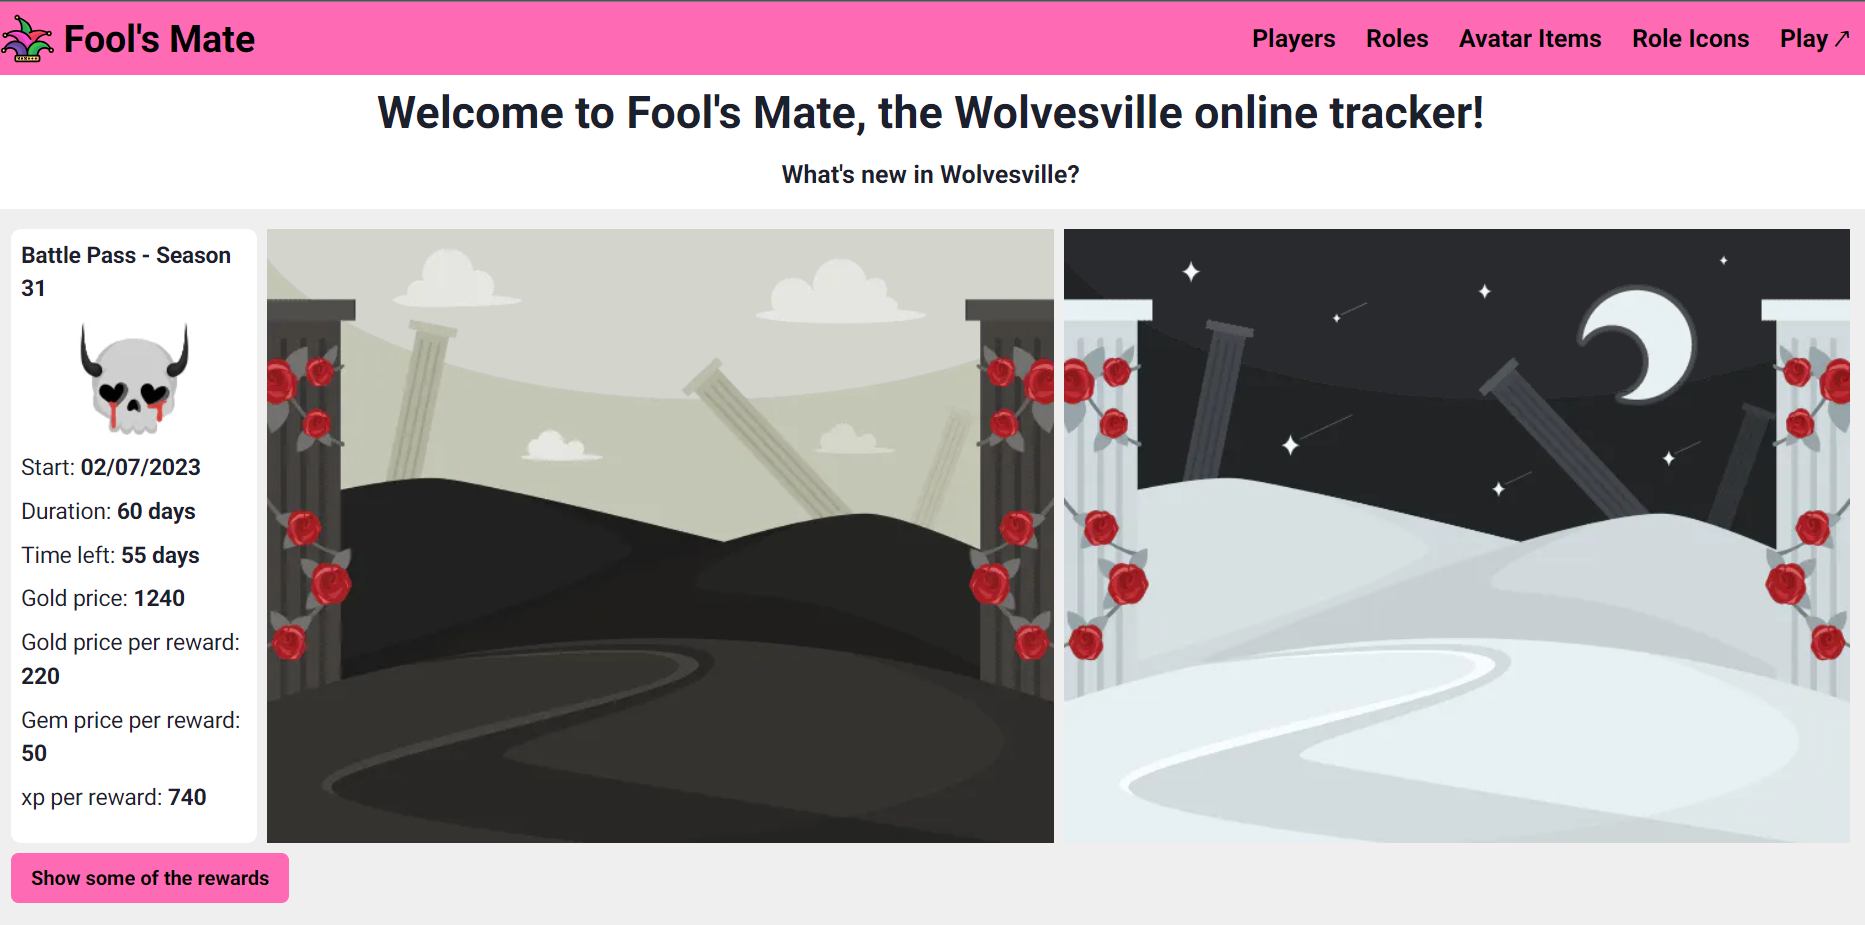 Fool's Mate
Players
Roles
Avatar Items
Role Icons
Play ↗
Welcome to Fool's Mate, the Wolvesville online tracker!
What's new in Wolvesville?
Battle Pass - Season
31
Start: 02/07/2023
Duration: 60 days
Time left: 55 days
Gold price: 1240
Gold price per reward:
220
Gem price per reward:
50
xp per reward: 740
Show some of the rewards